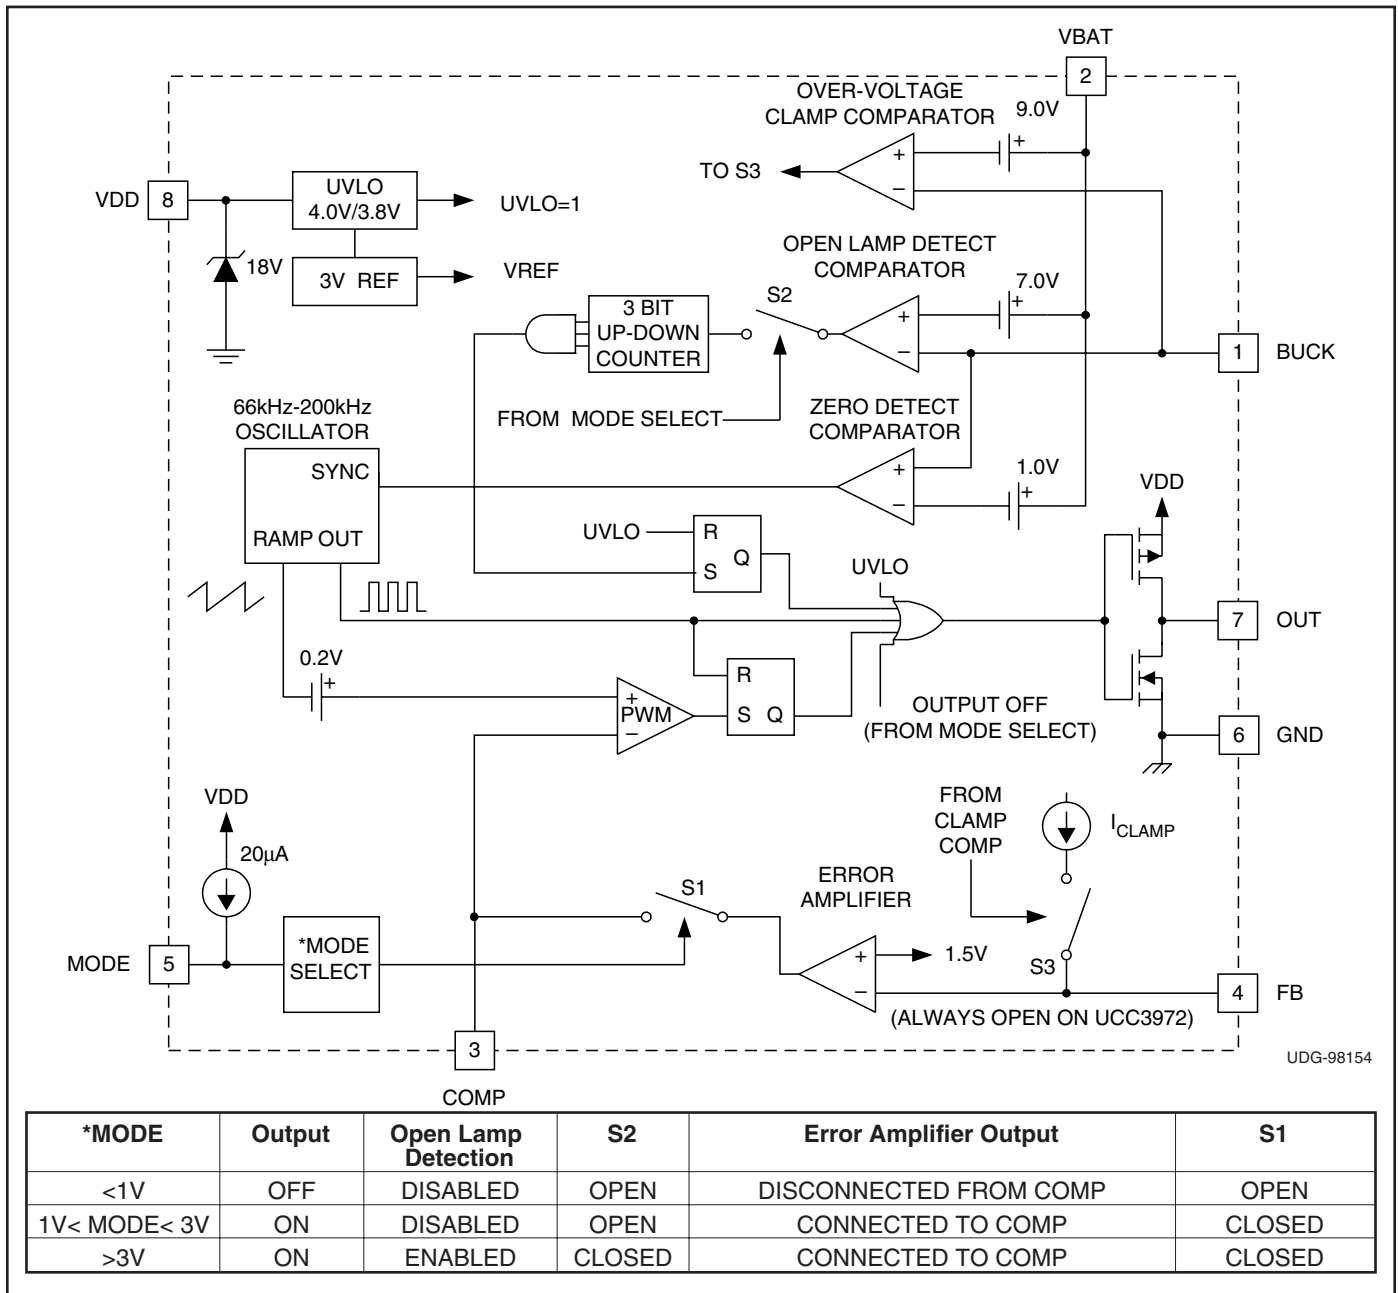 VBAT
2
OVER-VOLTAGE
CLAMP COMPARATOR
9.0V
+
+
−
TO S3
VDD
8
UVLO
4.0V/3.8V
UVLO=1
18V
3V REF
VREF
OPEN LAMP DETECT
COMPARATOR
7.0V
+
S2
+
−
3 BIT
UP-DOWN
COUNTER
1
BUCK
FROM MODE SELECT
66kHz-200kHz
OSCILLATOR
ZERO DETECT
COMPARATOR
SYNC
+
−
1.0V
+
VDD
RAMP OUT
UVLO
R
S
Q
UVLO
7
OUT
0.2V
+
+
PWM
−
R
S Q
OUTPUT OFF
(FROM MODE SELECT)
6
GND
VDD
20µA
FROM
CLAMP
COMP
ICLAMP
S1
ERROR
AMPLIFIER
MODE
5
*MODE
SELECT
+
−
1.5V
S3
4
FB
(ALWAYS OPEN ON UCC3972)
3
UDG-98154
COMP
*MODE Output Open Lamp Detection S2 Error Amplifier Output S1
<1V OFF DISABLED OPEN DISCONNECTED FROM COMP OPEN
1V< MODE< 3V ON DISABLED OPEN CONNECTED TO COMP CLOSED
>3V ON ENABLED CLOSED CONNECTED TO COMP CLOSED